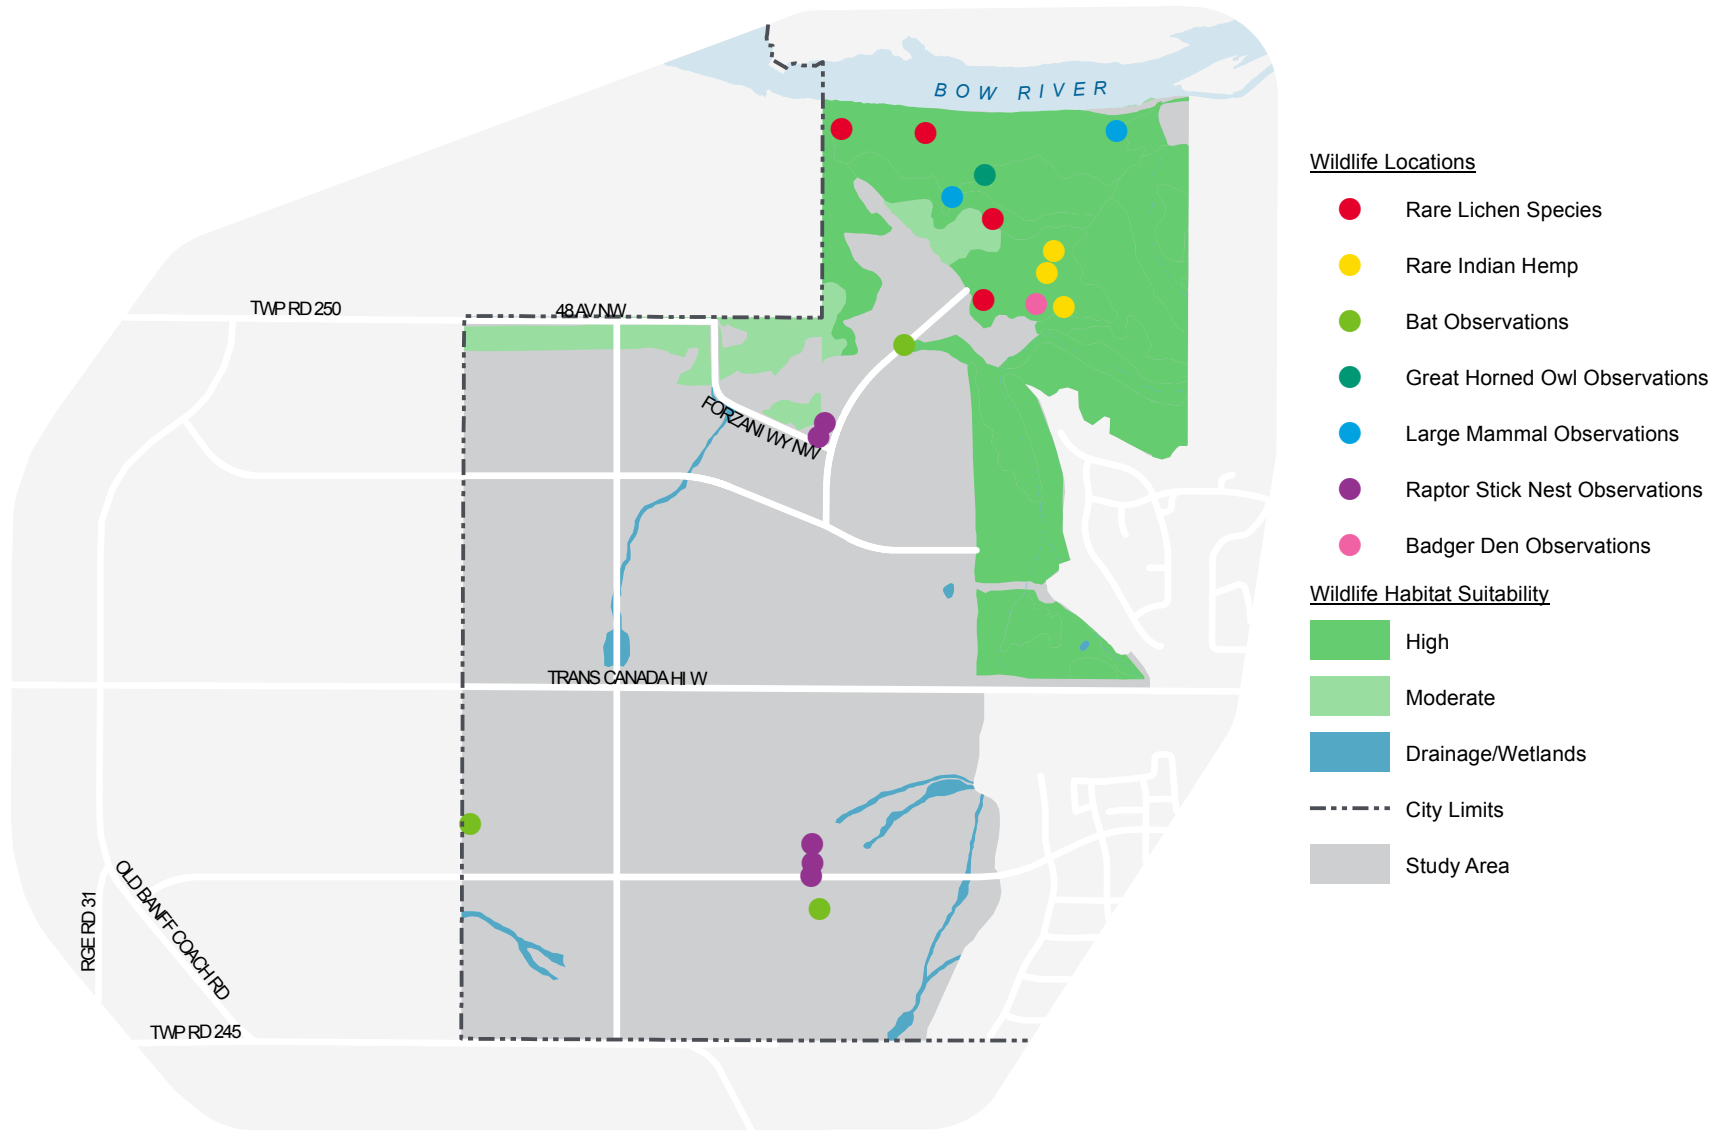 BOW RIVER
TWP RD 250
48 AV NW
FORZANI WY NW
TRANS CANADA HI W
OLD BANFF COACH RD
RGE RD 31
TWP RD 245
Wildlife Locations
Rare Lichen Species
Rare Indian Hemp
Bat Observations
Great Horned Owl Observations
Large Mammal Observations
Raptor Stick Nest Observations
Badger Den Observations
Wildlife Habitat Suitability
High
Moderate
Drainage/Wetlands
City Limits
Study Area